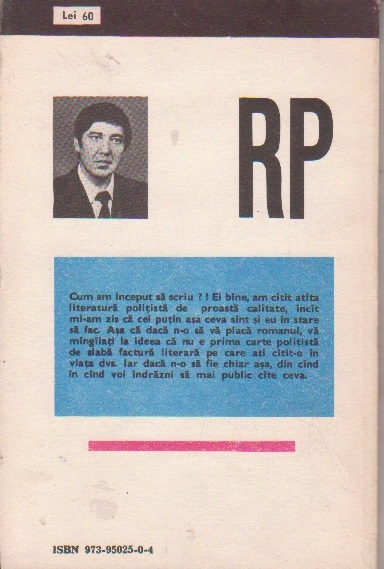 Lei 60
RP
Cum am început să scriu ?! Ei bine, am citit atîta
literatură polițistă de proastă calitate, incît
mi-am zis că cel puțin așa ceva sînt și eu în stare
să fac. Așa că dacă n-o să vă placă romanul, vă
mîngîiați la ideea că nu e prima carte polițistă
de slabă factură literară pe care ati citit-o în
viața dvs. Iar dacă n-o să fie chiar așa, din cînd
în cînd voi îndrăzni să mai public cîte ceva.
ISBN 973-95025-0-4